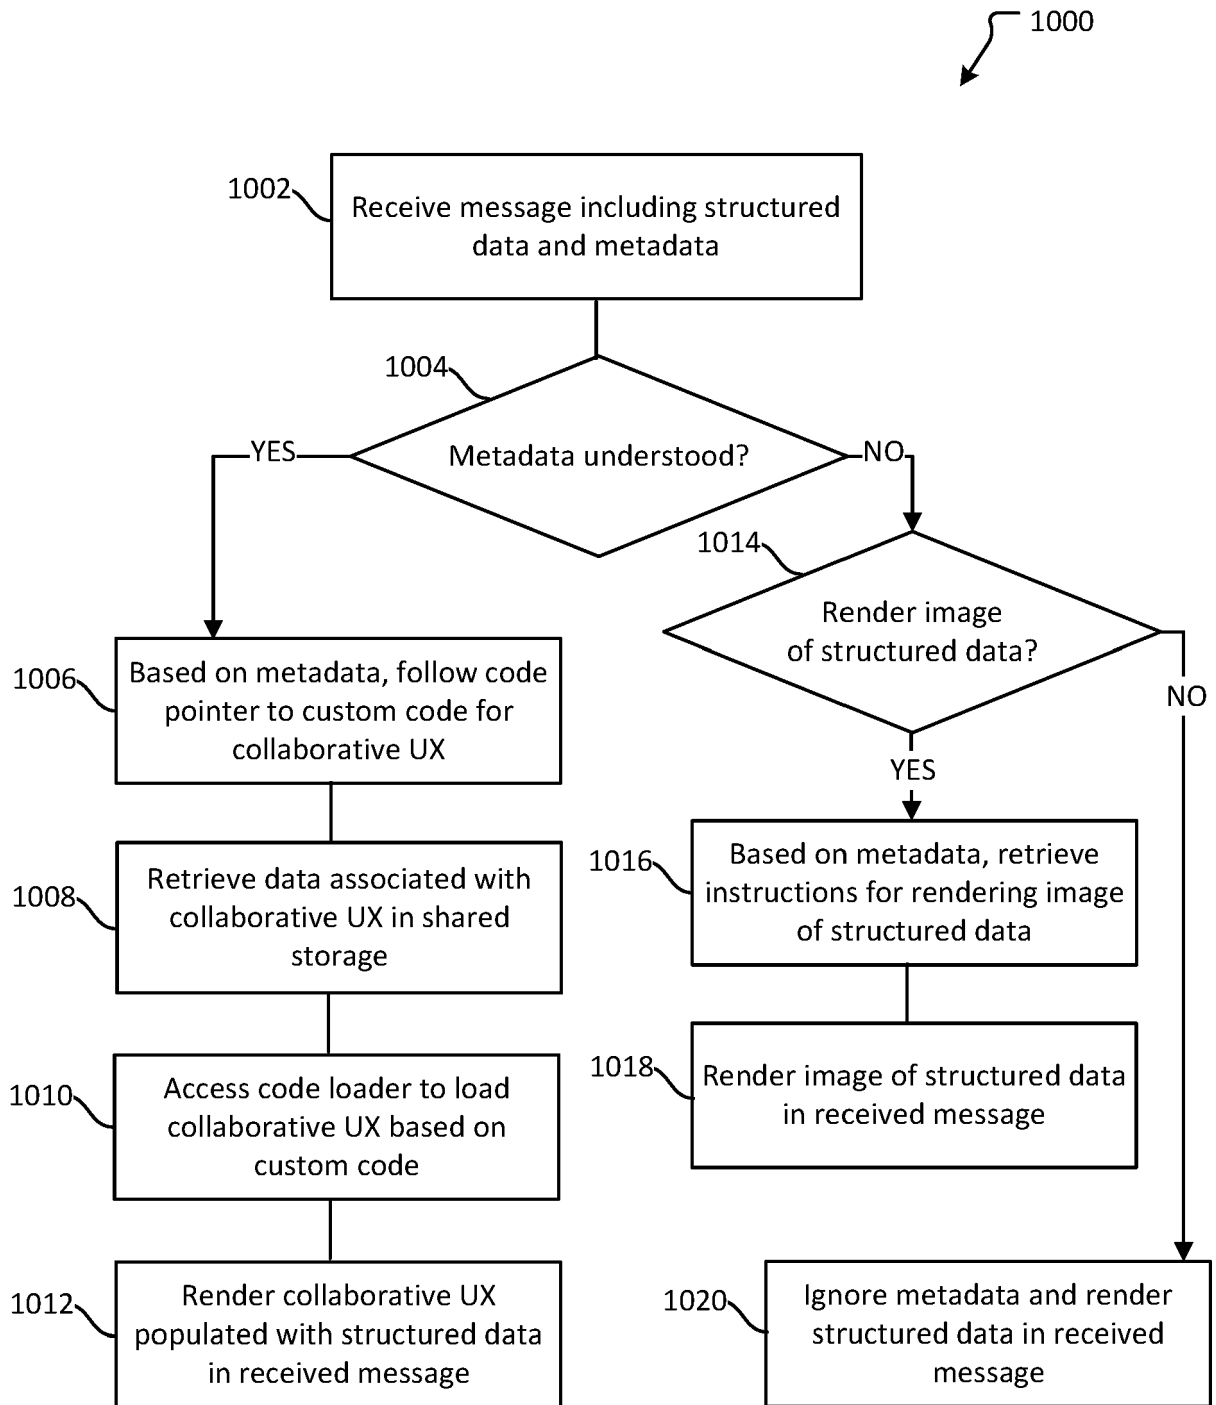 1000
1002
Receive message including structured
data and metadata
1004
Metadata understood?
YES
NO
1014
Render image
of structured data?
NO
YES
1006
Based on metadata, follow code
pointer to custom code for
collaborative UX
1008
Retrieve data associated with
collaborative UX in shared
storage
1016
Based on metadata, retrieve
instructions for rendering image
of structured data
1010
Access code loader to load
collaborative UX based on
custom code
1018
Render image of structured data
in received message
1012
Render collaborative UX
populated with structured data
in received message
1020
Ignore metadata and render
structured data in received
message